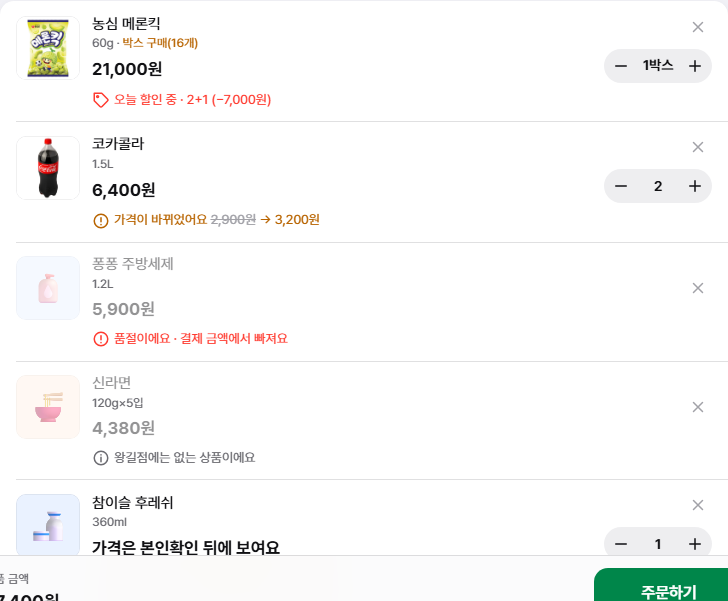 농심 메론킥
60g · 박스 구매(16개)
21,000원
1박스
오늘 할인 중 · 2+1 (−7,000원)
코카콜라
1.5L
6,400원
2
가격이 바뀌었어요 2,900원 → 3,200원
퐁퐁 주방세제
1.2L
5,900원
품절이에요 · 결제 금액에서 빠져요
신라면
120g×5입
4,380원
왕길점에는 없는 상품이에요
참이슬 후레쉬
360ml
가격은 본인확인 뒤에 보여요
1
금액
7,400원
주문하기